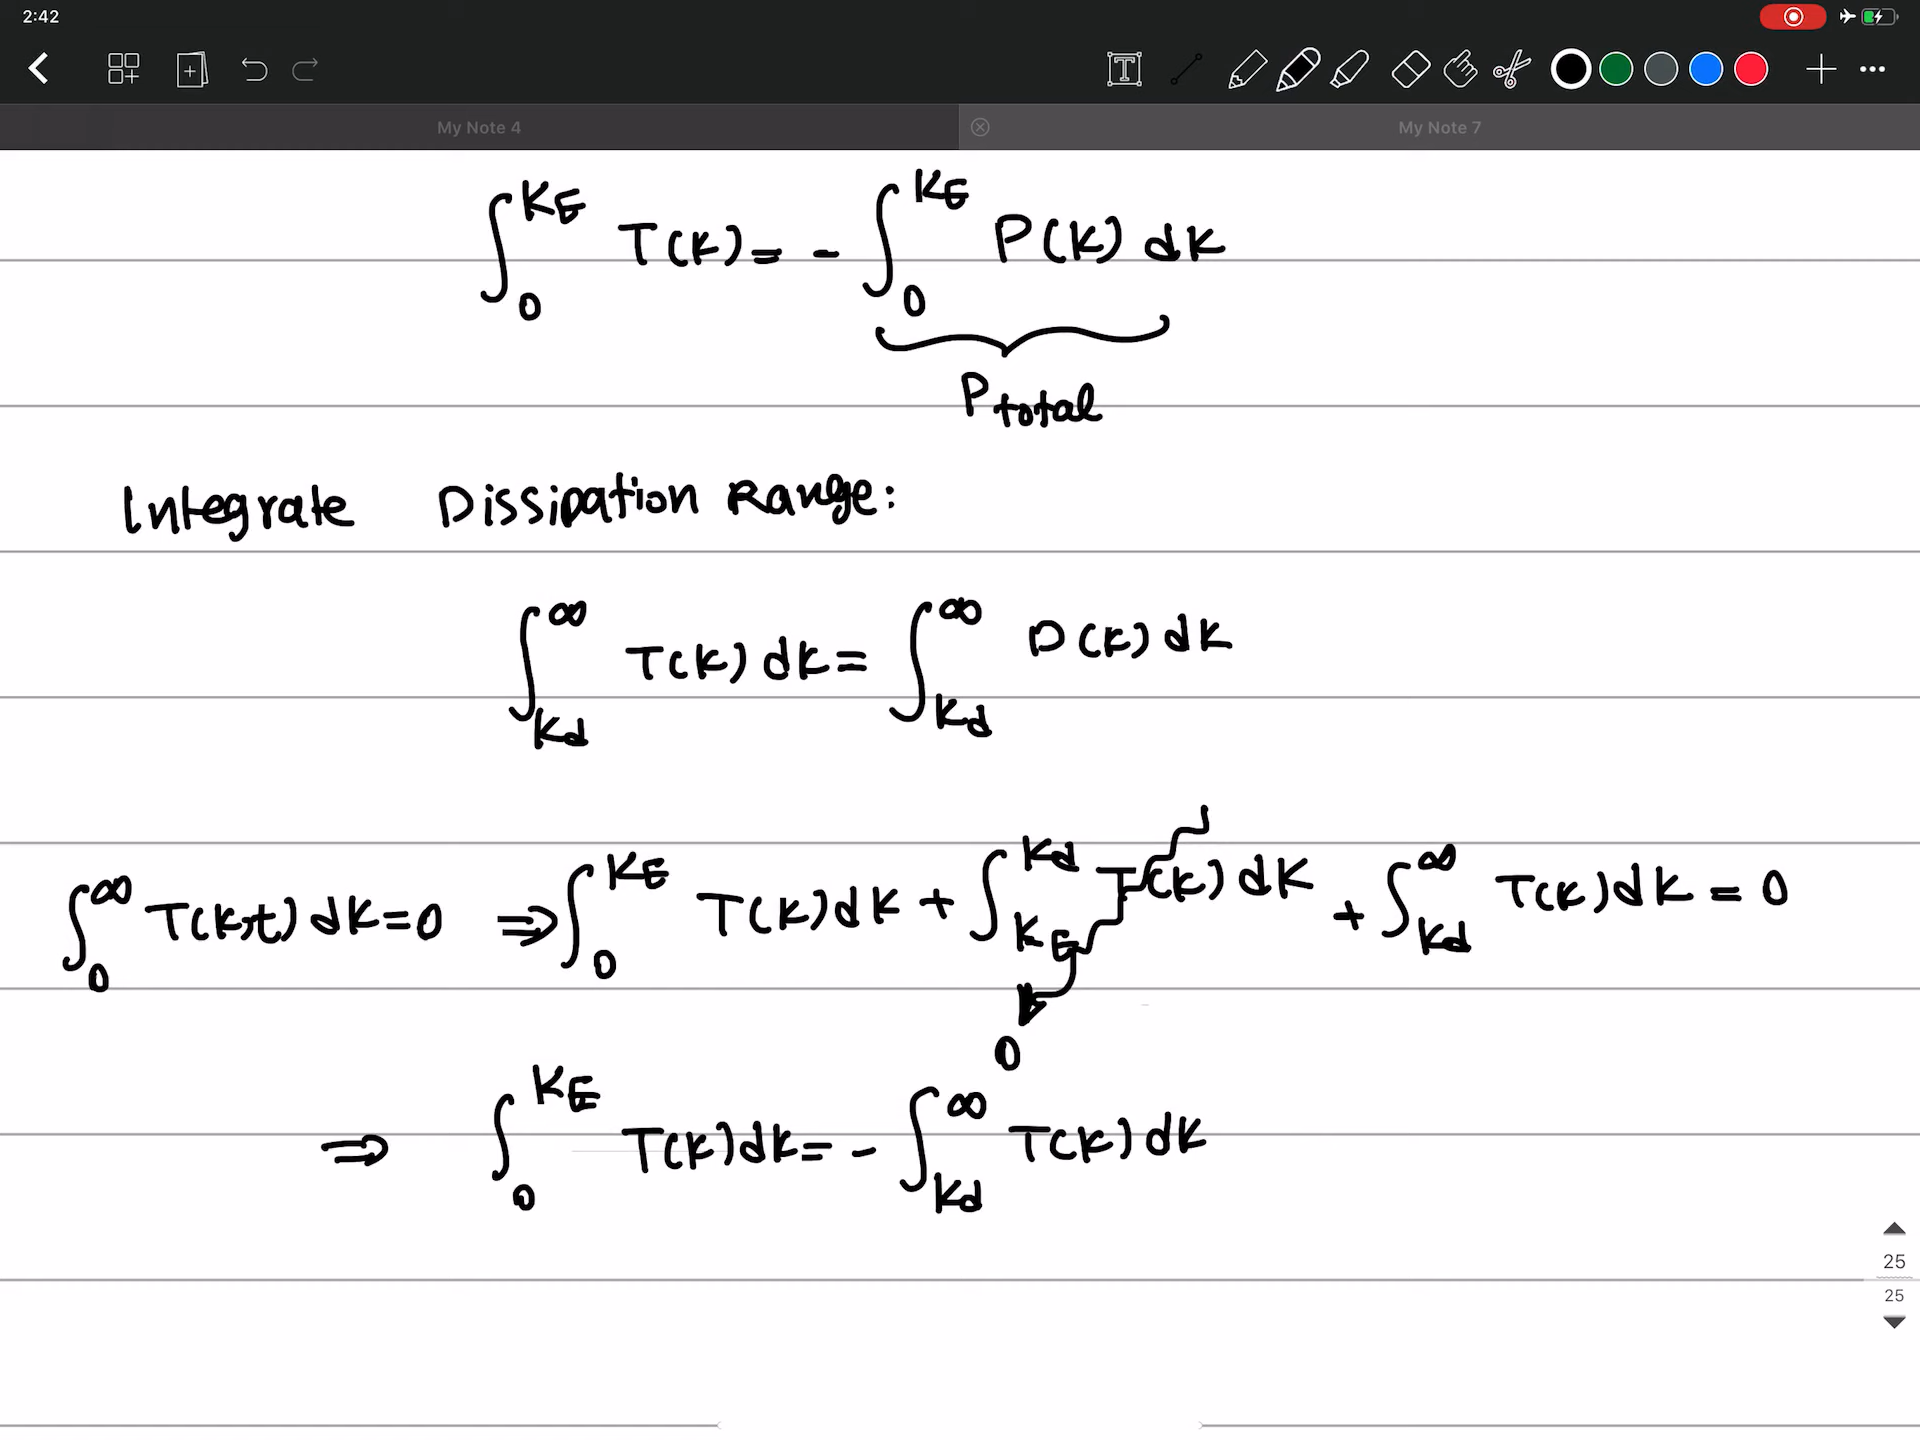 2:42
My Note 4 My Note 7
∫₀^{KE} T(K) = - ∫₀^{KE} P(K) dK
Ptotal
Integrate Dissipation Range:
∫_{Kd}^∞ T(K) dK = ∫_{Kd}^∞ D(K) dK
∫₀^∞ T(K,t) dK = 0 ⇒ ∫₀^{KE} T(K) dK + ∫_{KE}^{Kd} T(K) dK + ∫_{Kd}^∞ T(K) dK = 0
0
⇒ ∫₀^{KE} T(K) dK = - ∫_{Kd}^∞ T(K) dK
25
25